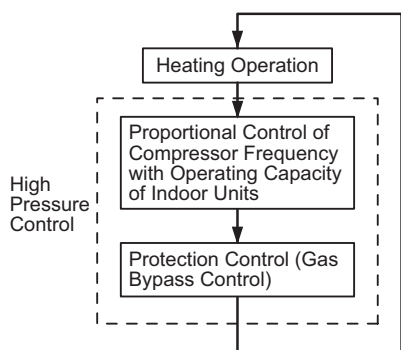 Heating Operation
Proportional Control of
Compressor Frequency
with Operating Capacity
of Indoor Units
High
Pressure
Control
Protection Control (Gas
Bypass Control)